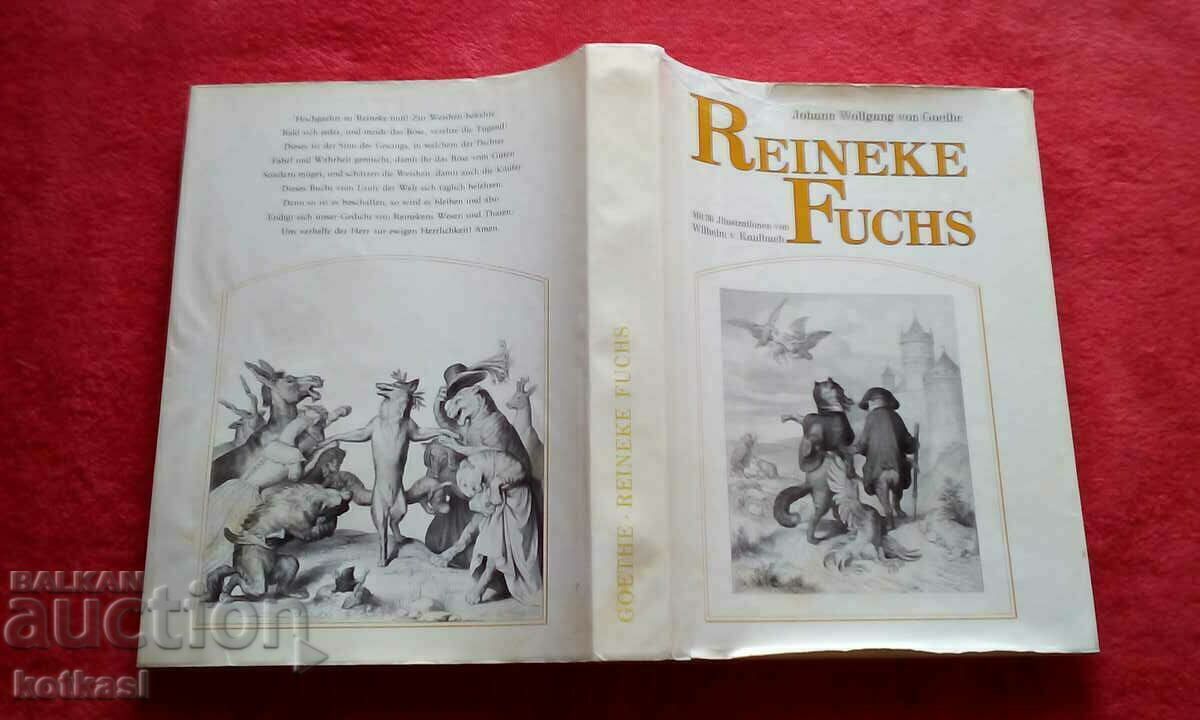 Hochgeehrt ist Reineke nun! Zur Weisheit bekehre
Bald sich jeder, und meide das Böse, verehre die Tugend!
Dieses ist der Sinn des Gesangs, in welchem der Dichter
Fabel und Wahrheit gemischt, damit ihr das Böse vom Guten
Sondern möget, und schätzen die Weisheit, damit auch die Käufer
Dieses Buchs vom Laufe der Welt sich täglich belehren.
Denn so ist es beschaffen, so wird es bleiben und also
Endigt sich unser Gedicht von Reinekens Wesen und Thaten.
Uns verhelfe der Herr zur ewigen Herrlichkeit! Amen.
GOETHE · REINEKE FUCHS
Johann Wolfgang von Goethe
REINEKE
FUCHS
Mit 36 Illustrationen von
Wilhelm v. Kaulbach
BALKAN
auction
kotkasl